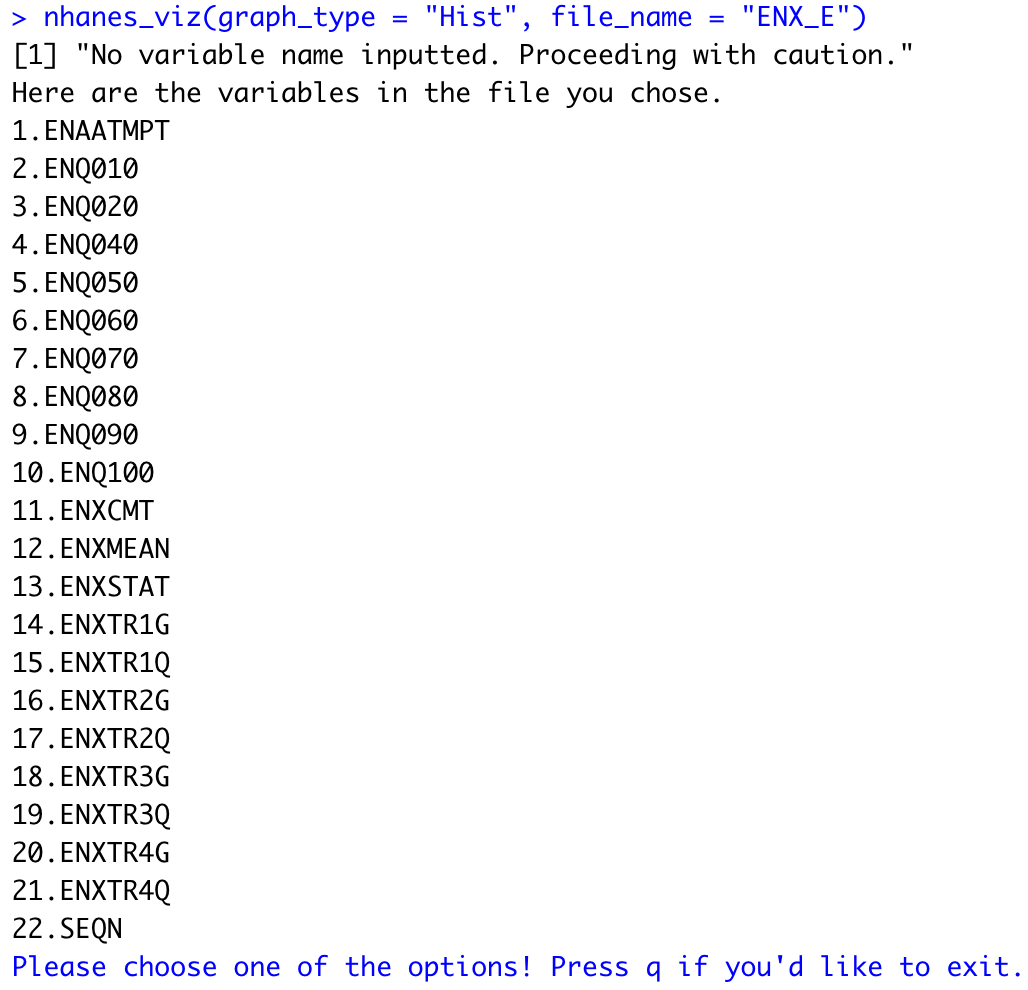 > nhanes_viz(graph_type = "Hist", file_name = "ENX_E")
[1] "No variable name inputted. Proceeding with caution."
Here are the variables in the file you chose.
1.ENAATMPT
2.ENQ010
3.ENQ020
4.ENQ040
5.ENQ050
6.ENQ060
7.ENQ070
8.ENQ080
9.ENQ090
10.ENQ100
11.ENXCMT
12.ENXMEAN
13.ENXSTAT
14.ENXTR1G
15.ENXTR1Q
16.ENXTR2G
17.ENXTR2Q
18.ENXTR3G
19.ENXTR3Q
20.ENXTR4G
21.ENXTR4Q
22.SEQN
Please choose one of the options! Press q if you'd like to exit.